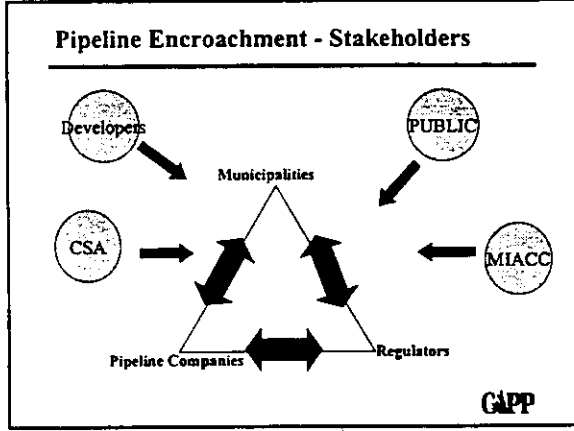 Pipeline Encroachment - Stakeholders
Developers
PUBLIC
Municipalities
CSA
MIACC
Pipeline Companies
Regulators
CAPP